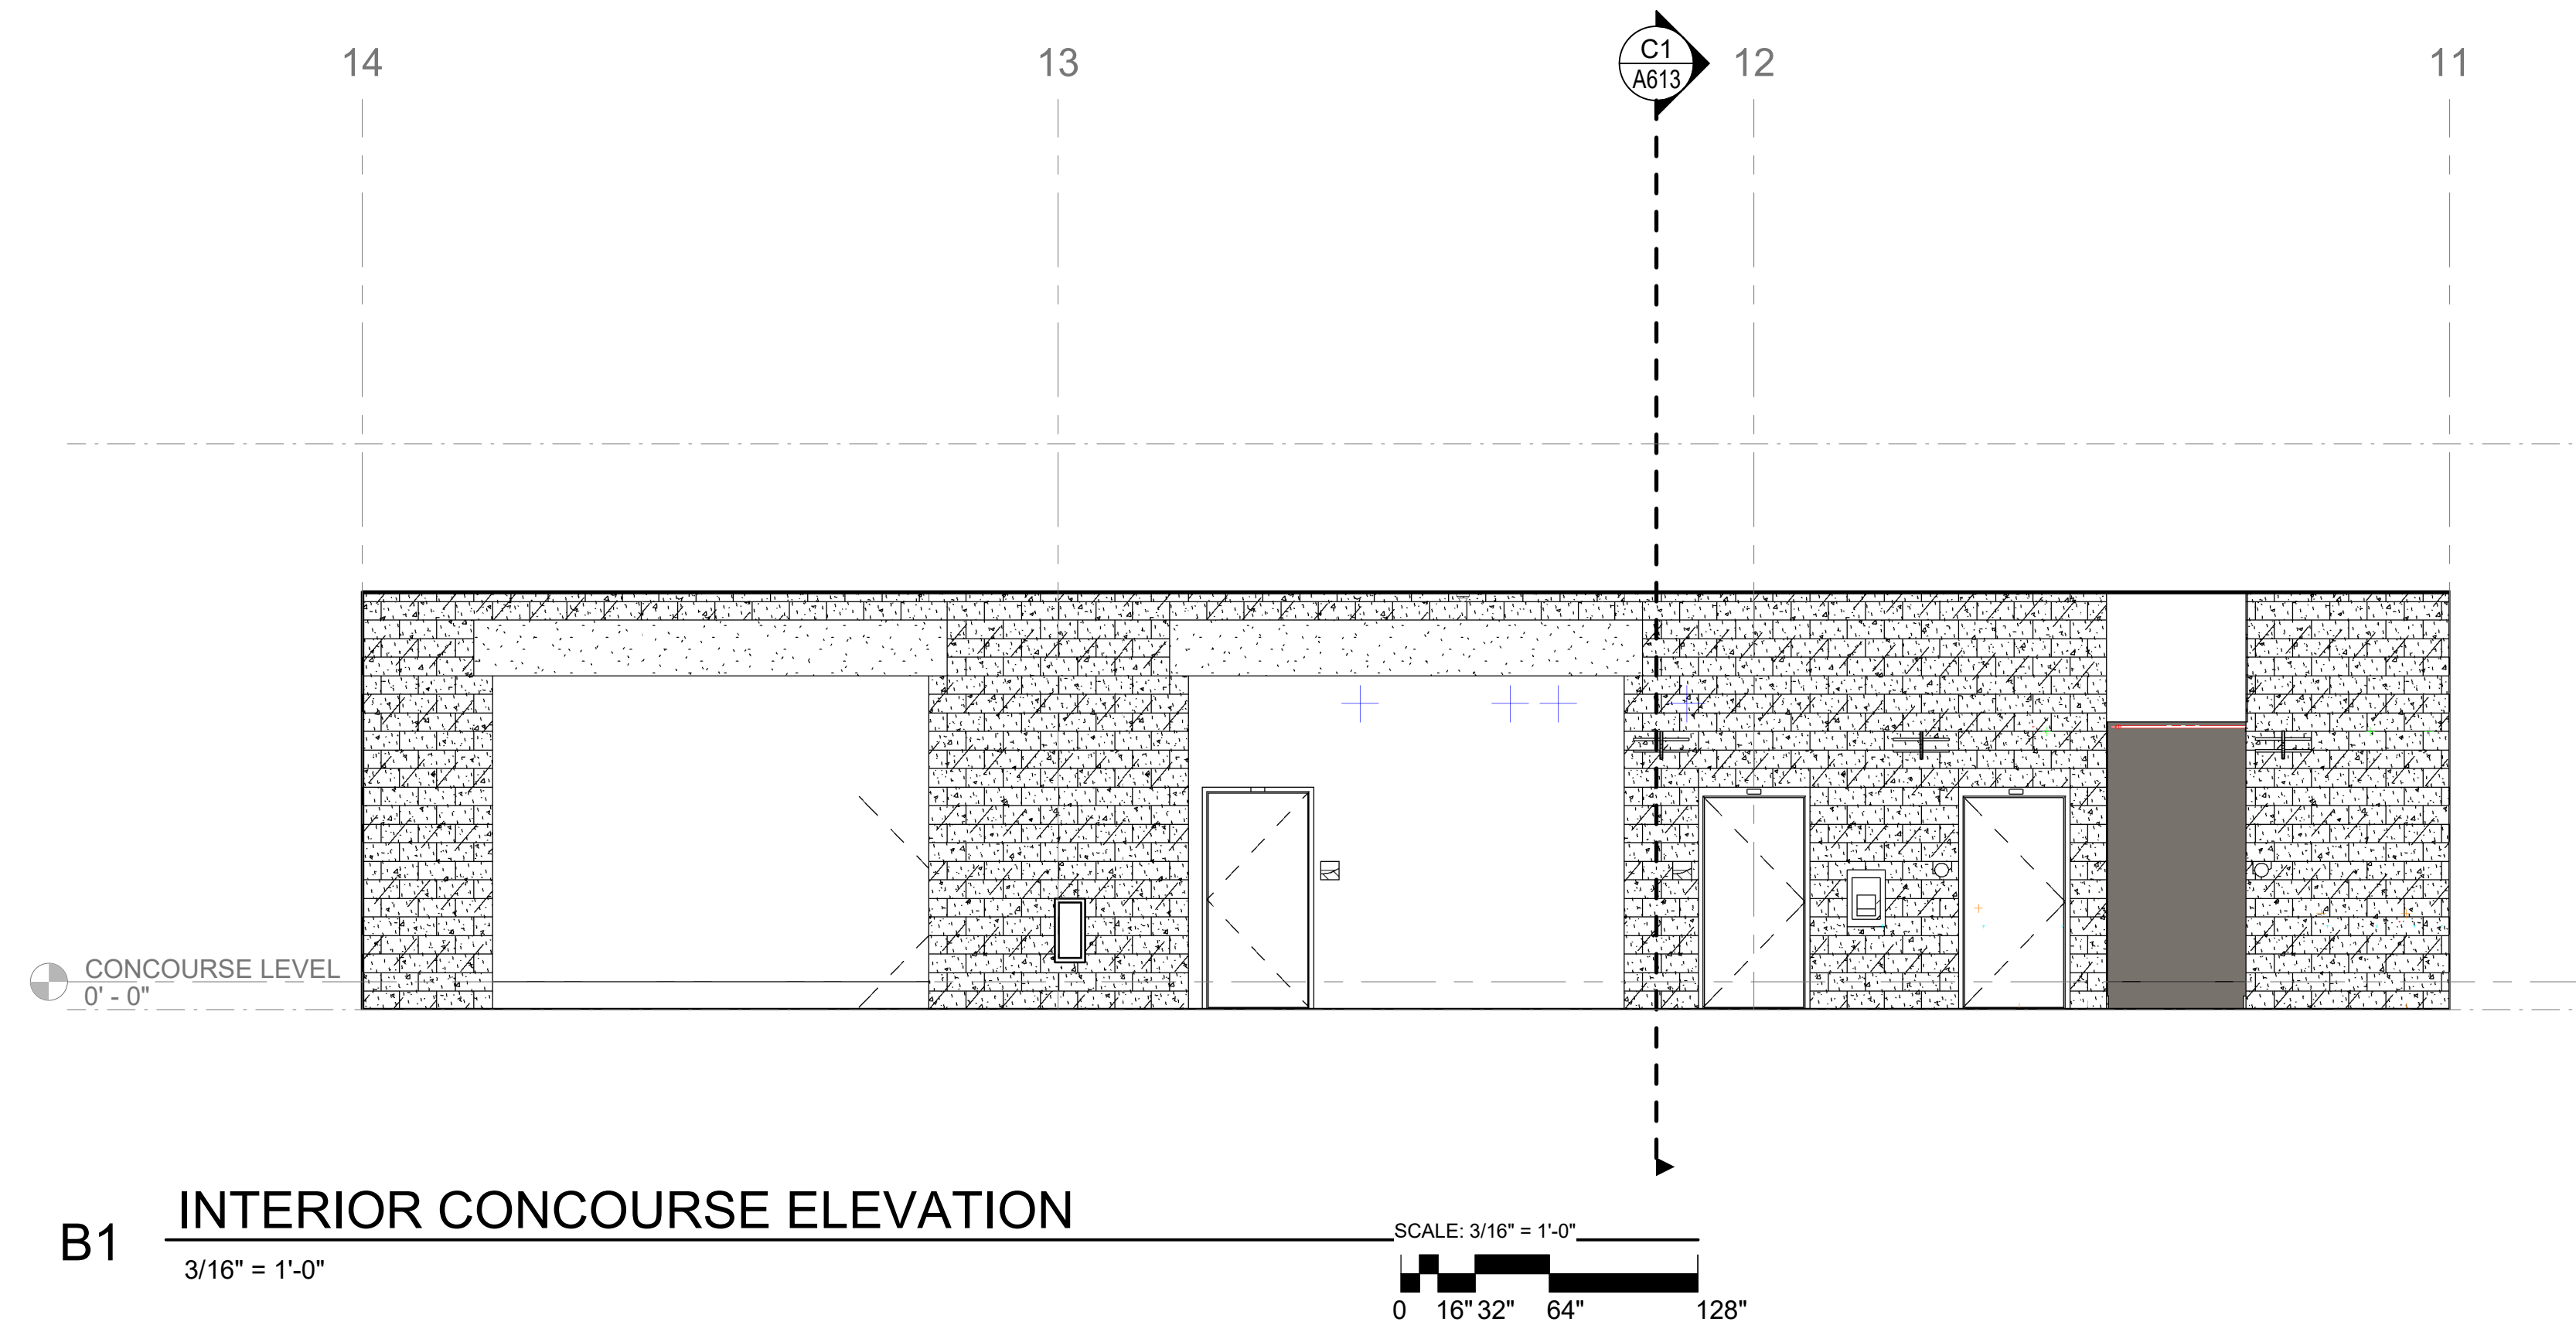 14
13
C1
A613
12
11
CONCOURSE LEVEL
0' - 0"
B1
INTERIOR CONCOURSE ELEVATION
3/16" = 1'-0"
SCALE: 3/16" = 1'-0"
0 16" 32" 64" 128"